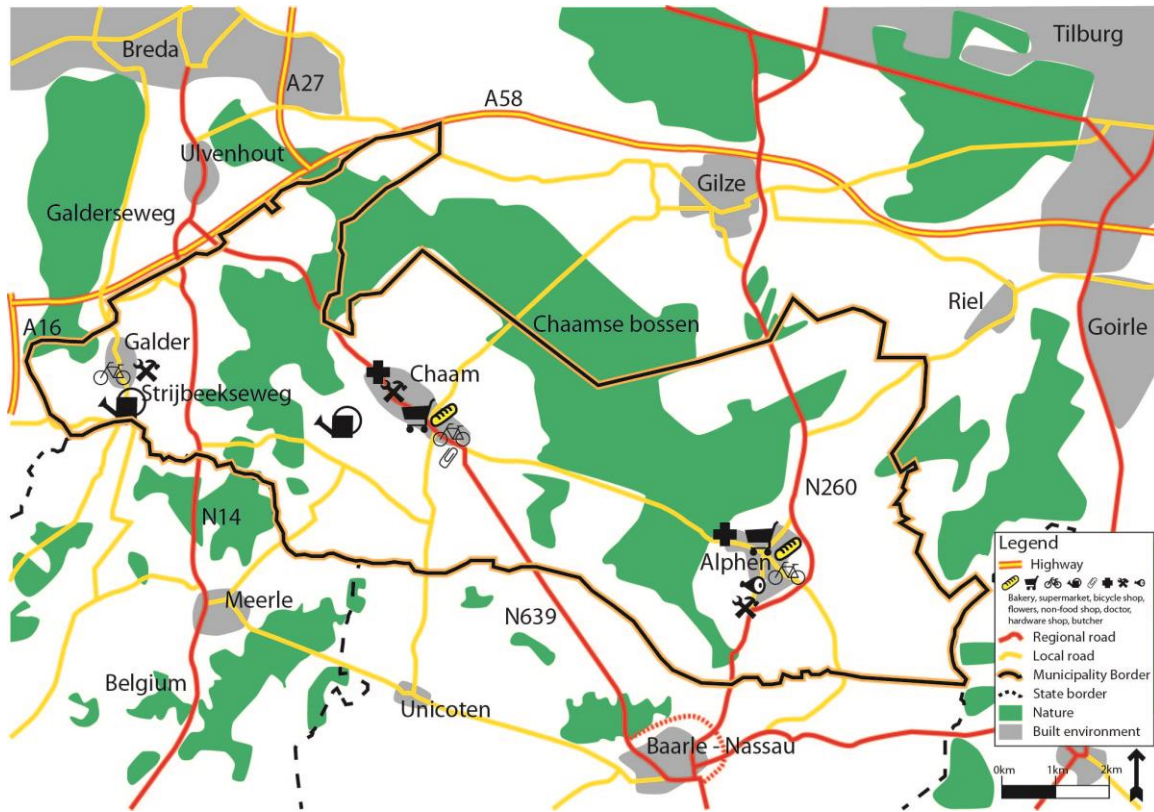 Breda
Tilburg
A27
A58
Ulvenhout
Gilze
Galderseweg
Riel
A16
Chaamse bossen
Goirle
Galder
Chaam
Strijbeekseweg
N14
N260
Alphen
Meerle
N639
Belgium
Unicoten
Baarle - Nassau
Legend
Highway
Bakery, supermarket, bicycle shop,
flowers, non-food shop, doctor,
hardware shop, butcher
Regional road
Local road
Municipality Border
State border
Nature
Built environment
0km 1km 2km